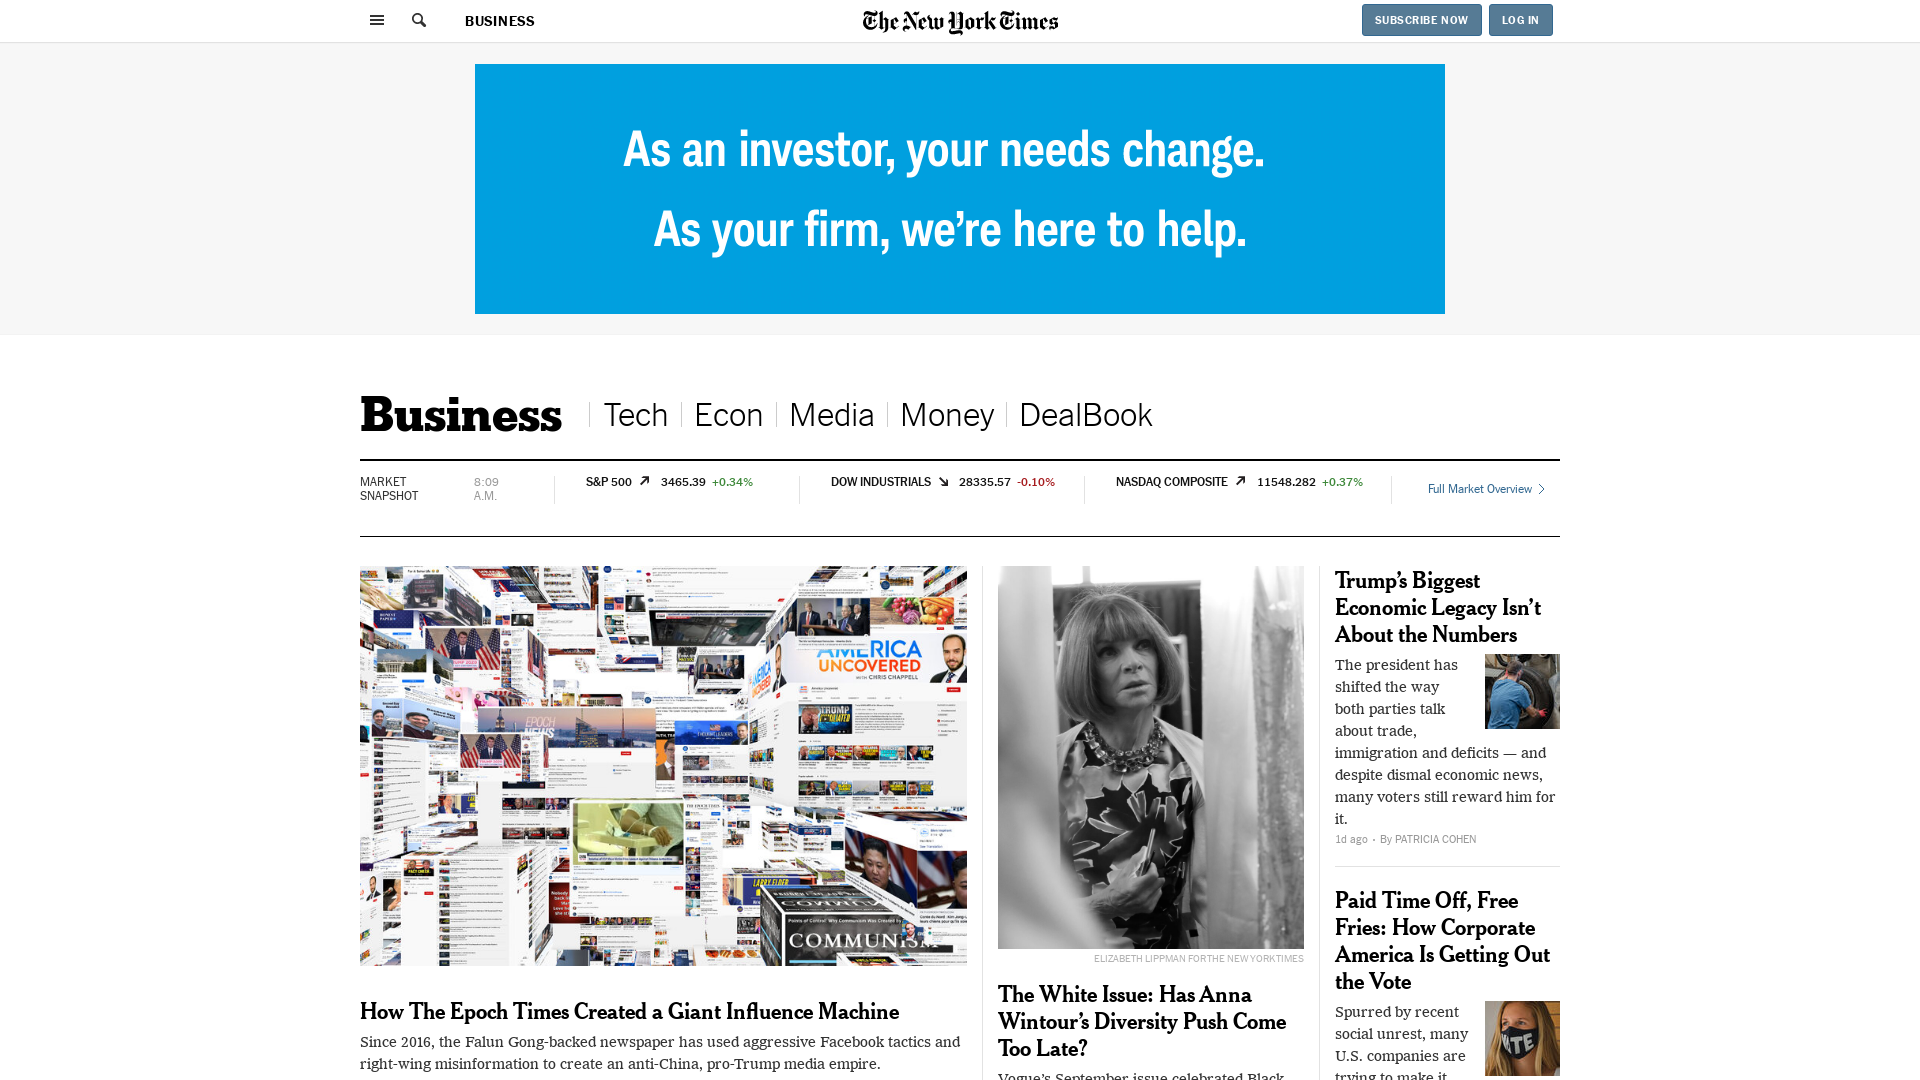 BUSINESS
The New York Times
SUBSCRIBE NOW
LOG IN
As an investor, your needs change.
As your firm, we're here to help.
Business
Tech
Econ
Media
Money
DealBook
MARKET
SNAPSHOT
8:09
A.M.
S&P 500 3465.39 +0.34%
DOW INDUSTRIALS 28335.57 -0.10%
NASDAQ COMPOSITE 11548.282 +0.37%
Full Market Overview
AMERICA
UNCOVERED
WITH CHRIS CHAPPELL
EPOCH
NEWS
LARRY ELDER
COMMUNISM
How The Epoch Times Created a Giant Influence Machine
Since 2016, the Falun Gong-backed newspaper has used aggressive Facebook tactics and
right-wing misinformation to create an anti-China, pro-Trump media empire.
ELIZABETH LIPPMAN FOR THE NEW YORK TIMES
The White Issue: Has Anna
Wintour’s Diversity Push Come
Too Late?
Vogue’s September issue celebrated Black
Trump’s Biggest
Economic Legacy Isn’t
About the Numbers
The president has
shifted the way
both parties talk
about trade,
immigration and deficits — and
despite dismal economic news,
many voters still reward him for
it.
1d ago • By PATRICIA COHEN
Paid Time Off, Free
Fries: How Corporate
America Is Getting Out
the Vote
Spurred by recent
social unrest, many
U.S. companies are
trying to make it